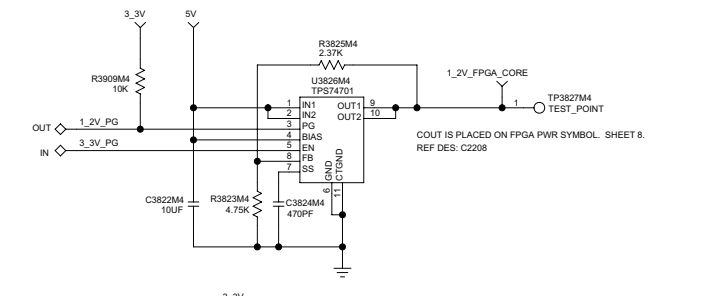 3_3V
5V
R3825M4
2.37K
U3826M4
TPS74701
1_2V_FPGA_CORE
R3909M4
10K
1
IN1
OUT1
9
2
IN2
OUT2
10
1
TP3827M4
TEST_POINT
OUT
1_2V_PG
3
PG
4
BIAS
IN
3_3V_PG
5
EN
8
FB
7
SS
GND
CTGND
6
11
COUT IS PLACED ON FPGA PWR SYMBOL. SHEET 8.
REF DES: C2208
C3822M4
10UF
R3823M4
4.75K
C3824M4
470PF